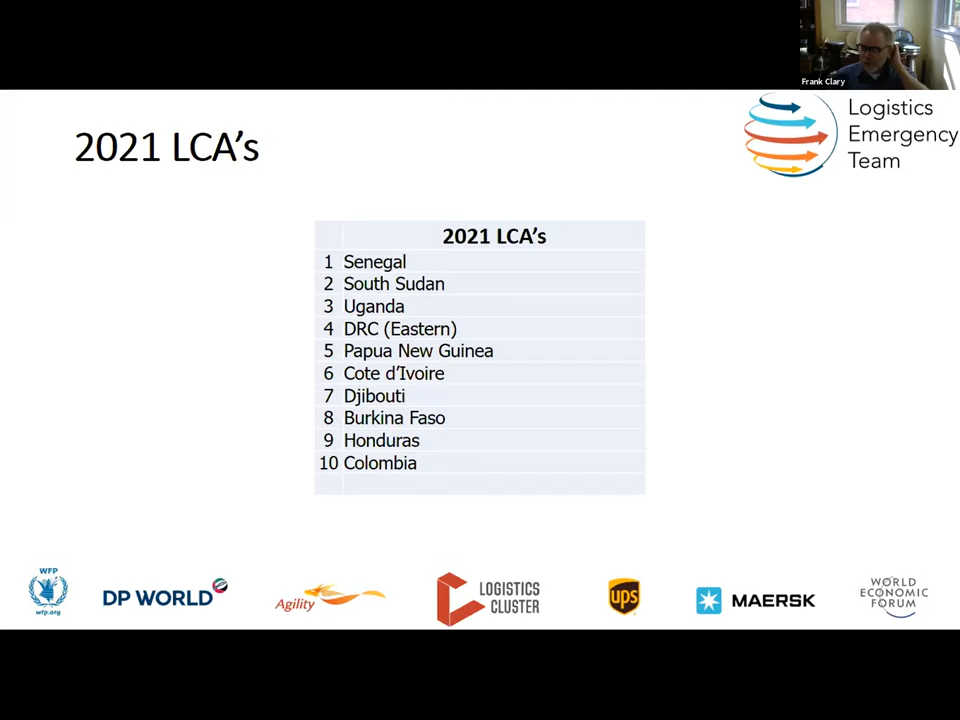 Frank Clary
2021 LCA’s
Logistics
Emergency
Team
2021 LCA’s
1 Senegal
2 South Sudan
3 Uganda
4 DRC (Eastern)
5 Papua New Guinea
6 Cote d’Ivoire
7 Djibouti
8 Burkina Faso
9 Honduras
10 Colombia
WFP
wfp.org
DP WORLD
Agility
LOGISTICS
CLUSTER
ups
MAERSK
WORLD
ECONOMIC
FORUM